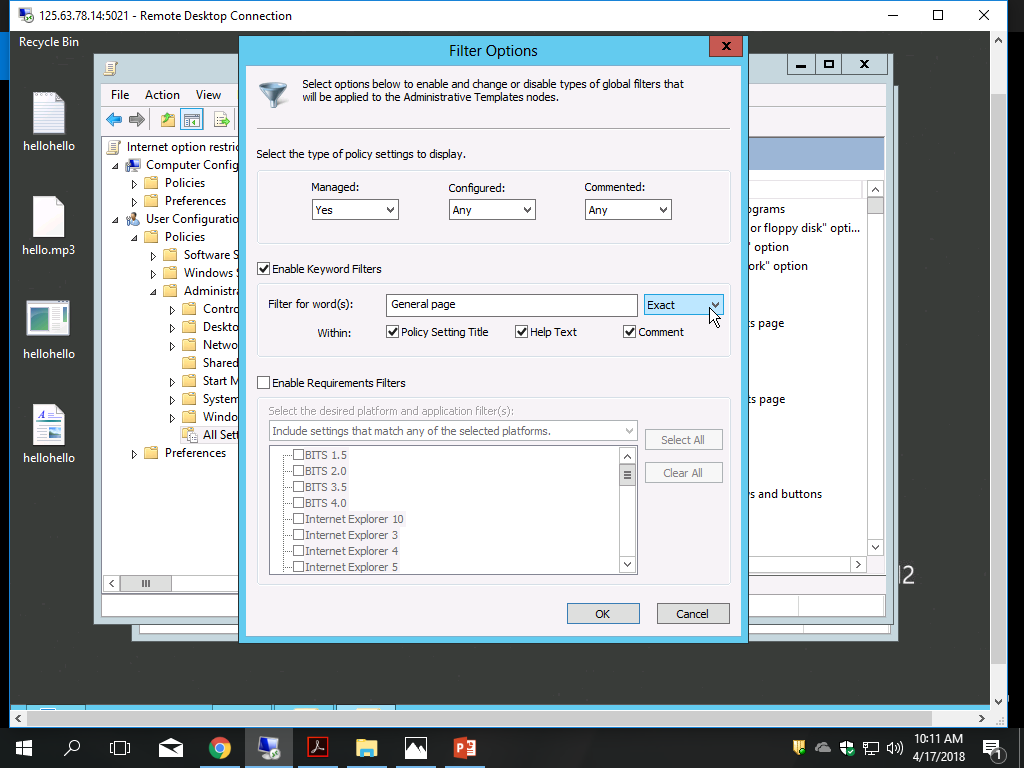 125.63.78.14:5021 - Remote Desktop Connection
Recycle Bin
hellohello
hello.mp3
hellohello
hellohello
File Action View
Internet option restric
Computer Config
Policies
Preferences
User Configuratio
Policies
Software S
Windows S
Administra
Contro
Deskto
Netwo
Shared
Start M
System
Windo
All Sett
Preferences
Filter Options
Select options below to enable and change or disable types of global filters that
will be applied to the Administrative Templates nodes.
Select the type of policy settings to display.
Managed: Configured: Commented:
Yes Any Any
Enable Keyword Filters
Filter for word(s): General page Exact
Within: Policy Setting Title Help Text Comment
Enable Requirements Filters
Select the desired platform and application filter(s):
Include settings that match any of the selected platforms.
Select All
Clear All
BITS 1.5
BITS 2.0
BITS 3.5
BITS 4.0
Internet Explorer 10
Internet Explorer 3
Internet Explorer 4
Internet Explorer 5
OK Cancel
ograms
or floppy disk" opti...
" option
ork" option
ts page
ts page
s and buttons
12
10:11 AM
4/17/2018
1